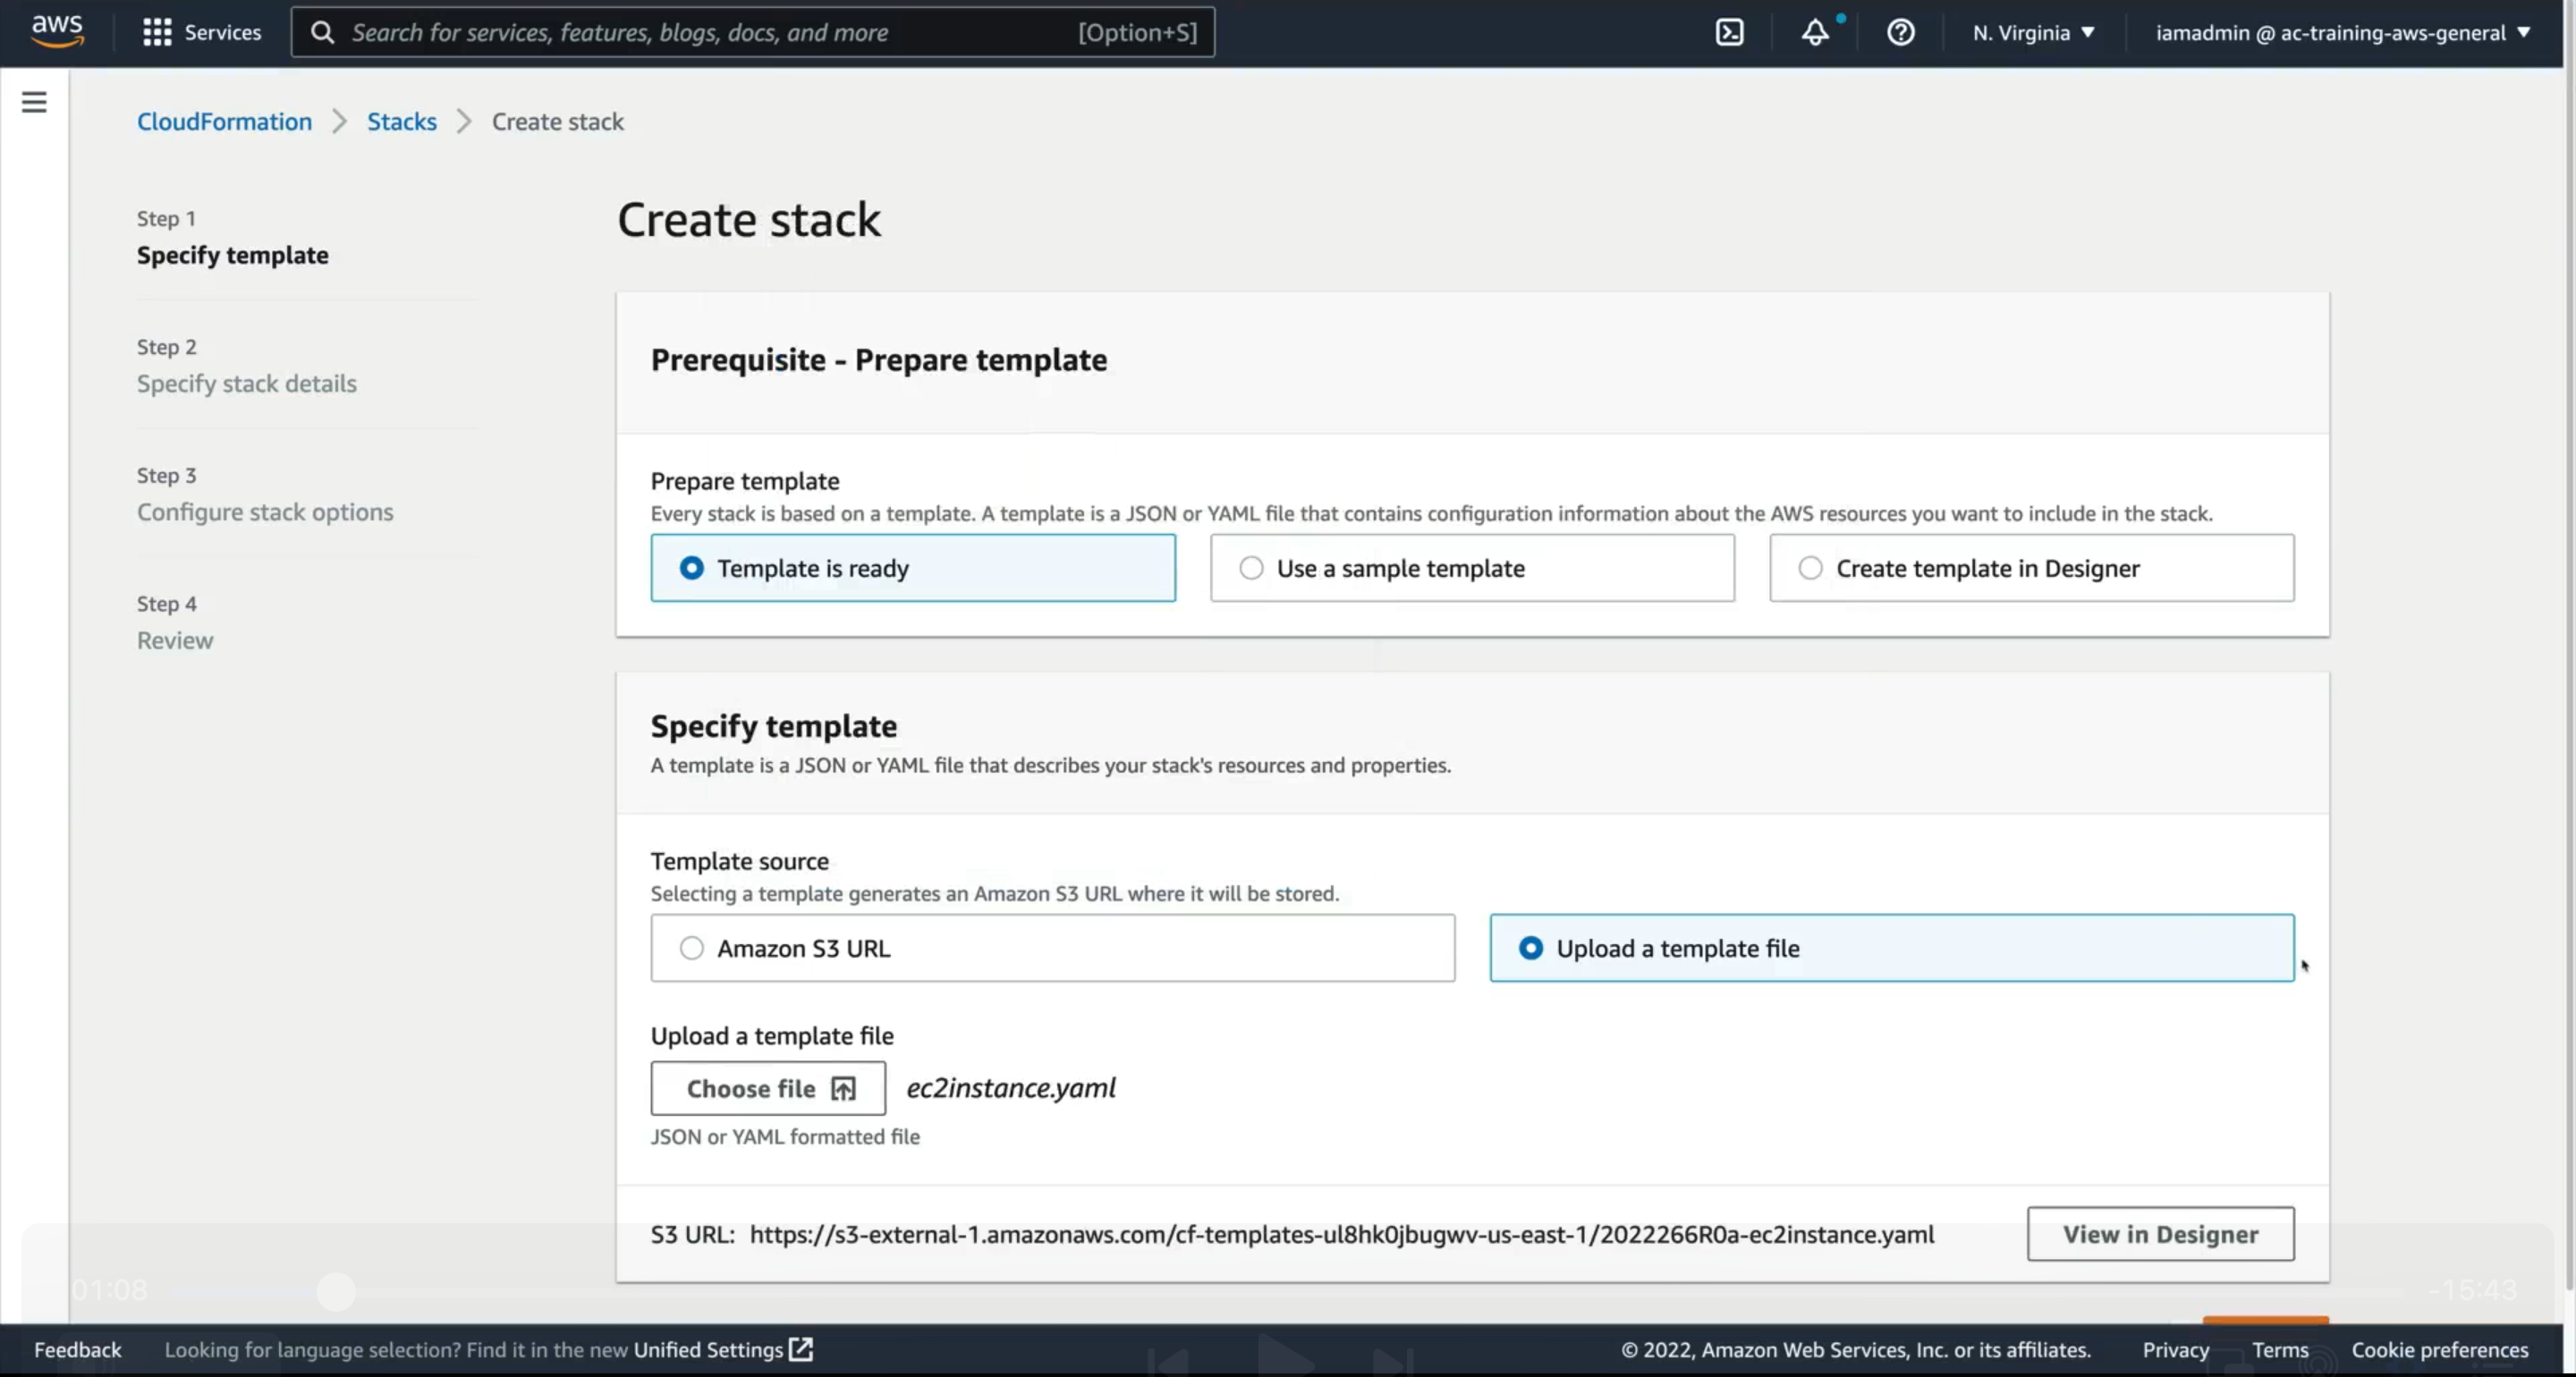 aws Services Search for services, features, blogs, docs, and more [Option+S] N. Virginia iamadmin @ ac-training-aws-general
CloudFormation Stacks Create stack
Step 1
Specify template
Step 2
Specify stack details
Step 3
Configure stack options
Step 4
Review
Create stack
Prerequisite - Prepare template
Prepare template
Every stack is based on a template. A template is a JSON or YAML file that contains configuration information about the AWS resources you want to include in the stack.
Template is ready Use a sample template Create template in Designer
Specify template
A template is a JSON or YAML file that describes your stack's resources and properties.
Template source
Selecting a template generates an Amazon S3 URL where it will be stored.
Amazon S3 URL Upload a template file
Upload a template file
Choose file ec2instance.yaml
JSON or YAML formatted file
S3 URL: https://s3-external-1.amazonaws.com/cf-templates-ul8hk0jbugwv-us-east-1/2022266R0a-ec2instance.yaml View in Designer
01:08 -15:43
Feedback Looking for language selection? Find it in the new Unified Settings © 2022, Amazon Web Services, Inc. or its affiliates. Privacy Terms Cookie preferences